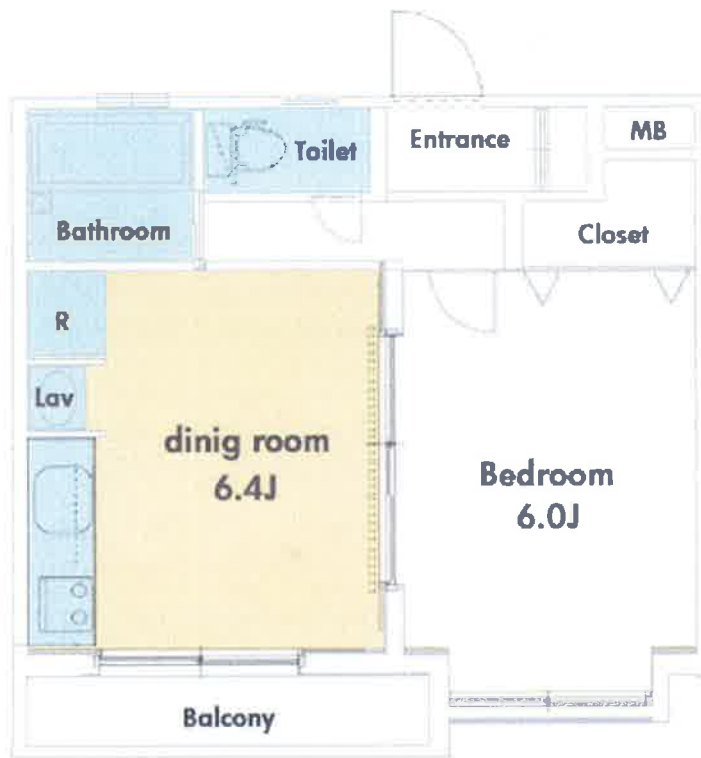 Toilet
Entrance
MB
Bathroom
Closet
R
Lav
dinig room
6.4J
Bedroom
6.0J
Balcony